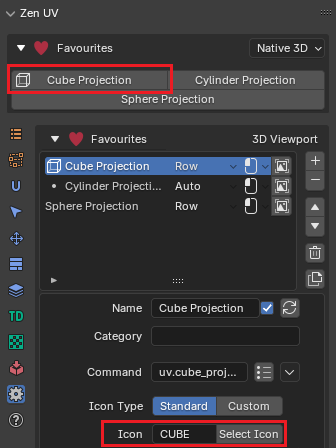 Zen UV
Favourites Native 3D
Cube Projection Cylinder Projection
Sphere Projection
Favourites 3D Viewport
Cube Projection Row
Cylinder Projecti... Auto
Sphere Projection Row
TD
Name Cube Projection
Category
Command uv.cube_proj...
Icon Type Standard Custom
Icon CUBE Select Icon